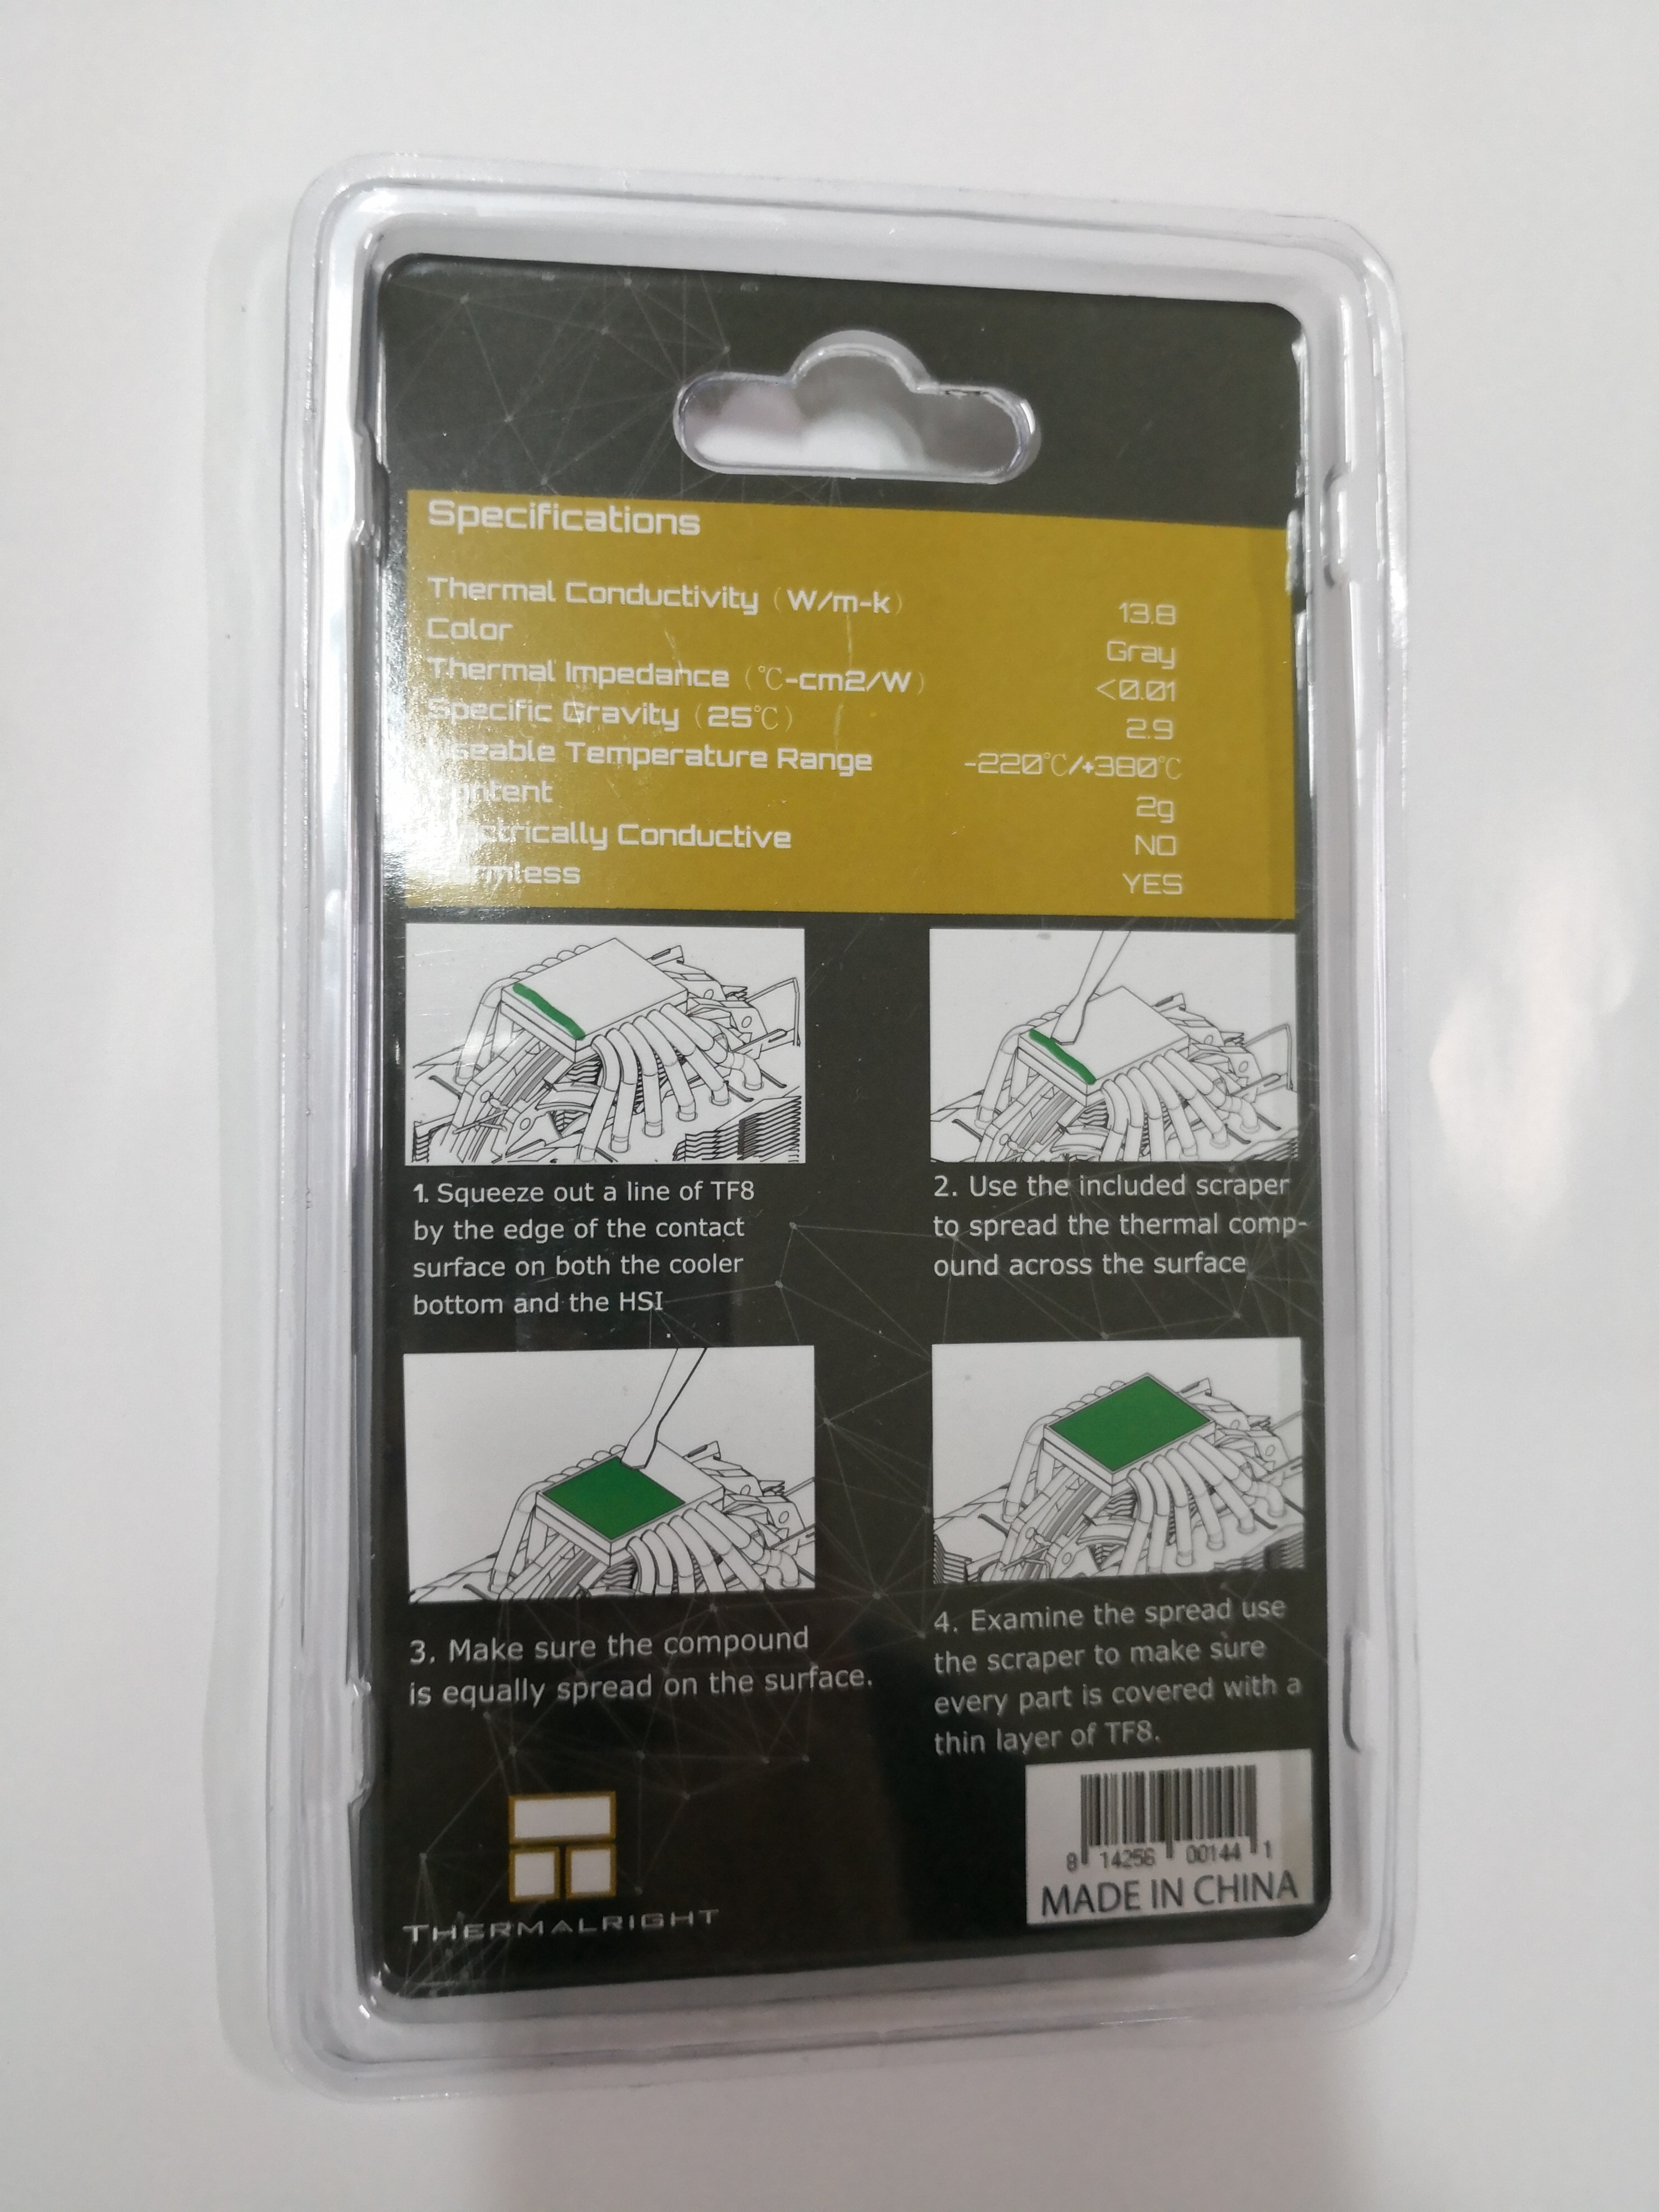 Specifications
Thermal Conductivity (W/m-k) 13.8
Color Gray
Thermal Impedance (℃-cm2/W) <0.01
Specific Gravity (25℃) 2.9
Useable Temperature Range -220℃/+380℃
Content 2g
Electrically Conductive NO
Harmless YES
1. Squeeze out a line of TF8
by the edge of the contact
surface on both the cooler
bottom and the HSI
2. Use the included scraper
to spread the thermal comp-
ound across the surface
3. Make sure the compound
is equally spread on the surface.
4. Examine the spread use
the scraper to make sure
every part is covered with a
thin layer of TF8.
THERMALRIGHT
8 14256 00144 1
MADE IN CHINA